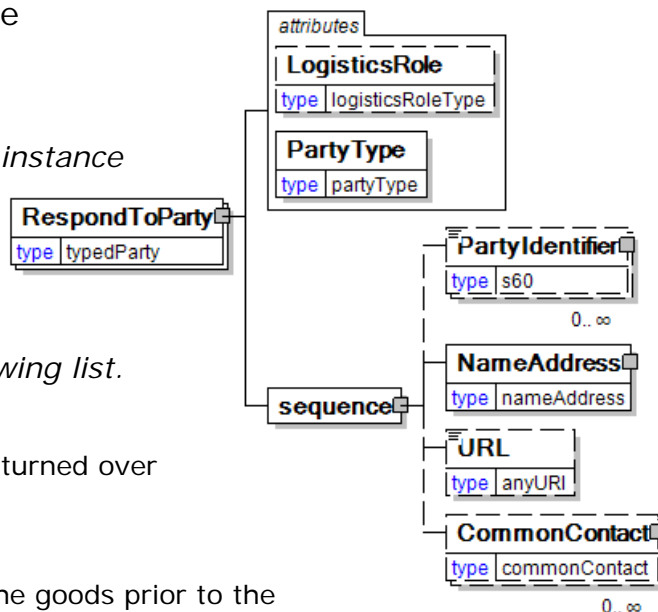 e
instance
wing list.
turned over
ne goods prior to the
attributes
LogisticsRole
type logisticsRoleType
PartyType
type partyType
RespondToParty
type typedParty
sequence
PartyIdentifier
type s60
0.. ∞
NameAddress
type nameAddress
URL
type anyURI
CommonContact
type commonContact
0.. ∞